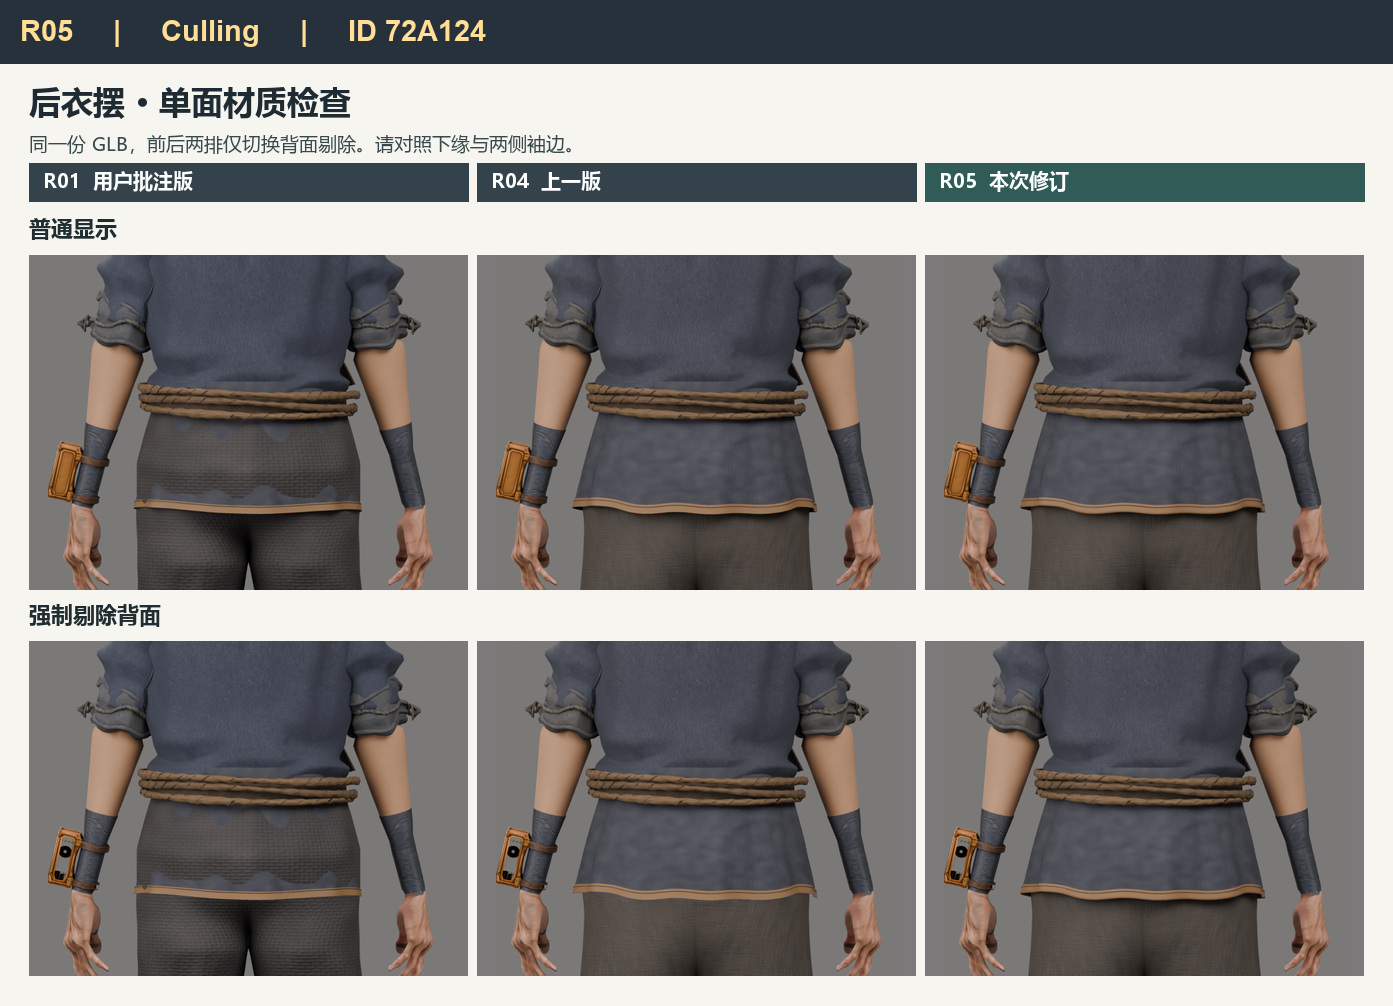 R05 | Culling | ID 72A124
后衣摆・单面材质检查
同一份 GLB，前后两排仅切换背面剔除。请对照下缘与两侧袖边。
R01 用户批注版
R04 上一版
R05 本次修订
普通显示
强制剔除背面